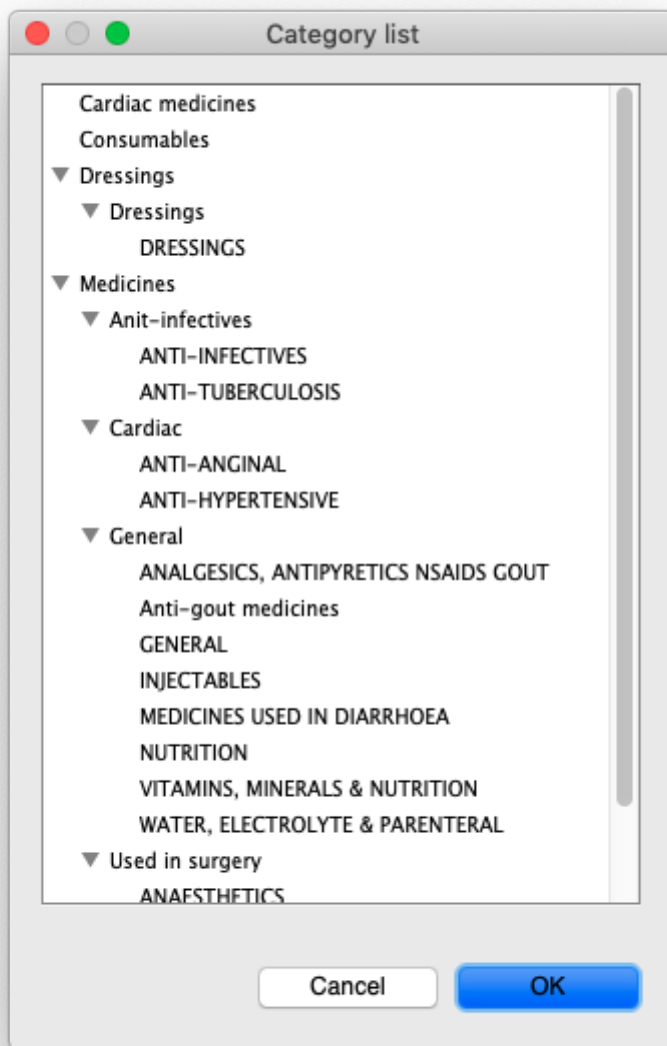 Category list
Cardiac medicines
Consumables
Dressings
Dressings
DRESSINGS
Medicines
Anit-infectives
ANTI-INFECTIVES
ANTI-TUBERCULOSIS
Cardiac
ANTI-ANGINAL
ANTI-HYPERTENSIVE
General
ANALGESICS, ANTIPYRETICS NSAIDS GOUT
Anti-gout medicines
GENERAL
INJECTABLES
MEDICINES USED IN DIARRHOEA
NUTRITION
VITAMINS, MINERALS & NUTRITION
WATER, ELECTROLYTE & PARENTERAL
Used in surgery
ANAESTHETICS
Cancel OK